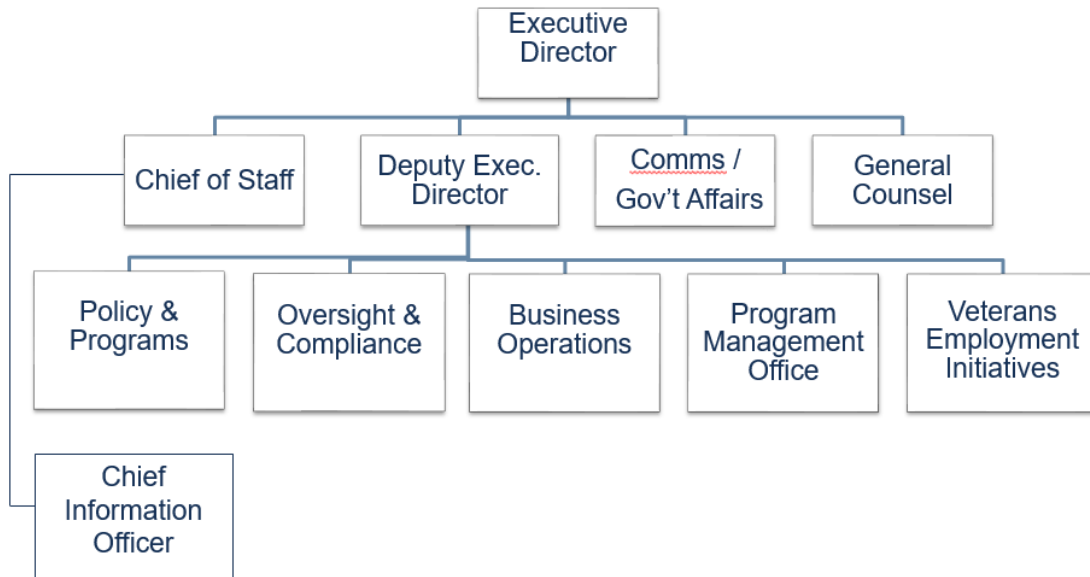 Executive
Director
Chief of Staff
Deputy Exec.
Director
Comms /
Gov’t Affairs
General
Counsel
Policy &
Programs
Oversight &
Compliance
Business
Operations
Program
Management
Office
Veterans
Employment
Initiatives
Chief
Information
Officer